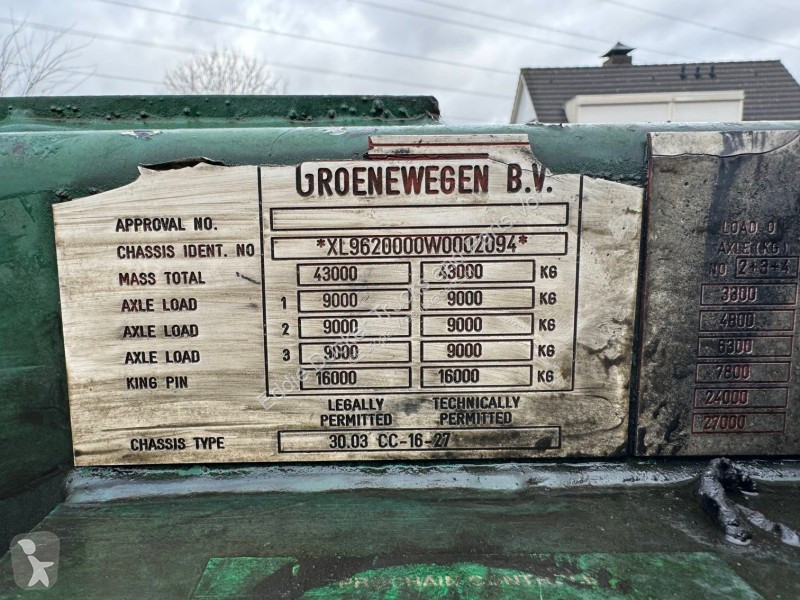 GROENEWEGEN B.V.
APPROVAL NO.
CHASSIS IDENT. NO *XL9620000W0002094*
MASS TOTAL 43000 43000 KG
AXLE LOAD 1 9000 9000 KG
AXLE LOAD 2 9000 9000 KG
AXLE LOAD 3 9000 9000 KG
KING PIN 16000 16000 KG
LEGALLY PERMITTED TECHNICALLY PERMITTED
CHASSIS TYPE 30.03 CC-16-27
LOAD O
AXLE (KG)
NO 2+3+4
3300
4800
6300
7800
24000
27000
PROCHAIN CONTROLE